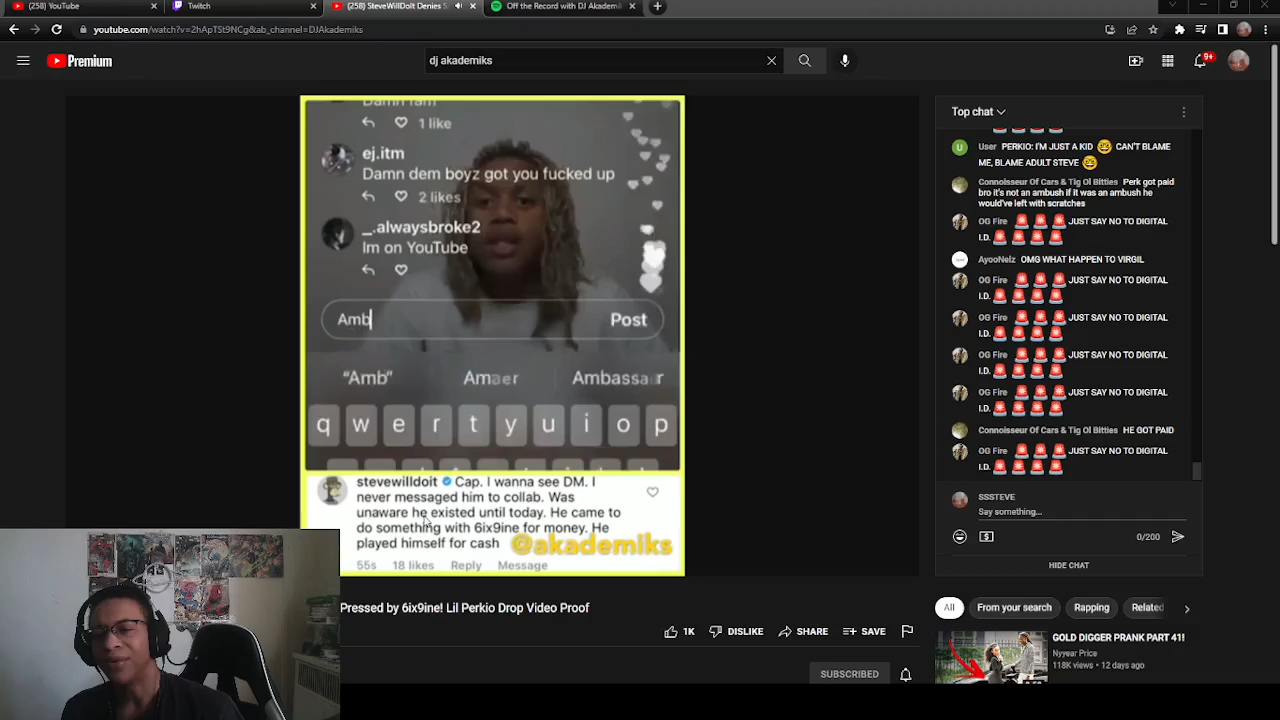 (258) YouTube
Twitch
(258) SteveWillDoIt Denies S
Off the Record with DJ Akademi
youtube.com/watch?v=2hApTSt9NCg&ab_channel=DJAkademiks
Premium
dj akademiks
9+
Damn fam
1 like
ej.itm
Damn dem boyz got you fucked up
2 likes
_.alwaysbroke2
Im on YouTube
Amb
Post
"Amb"
Ambassa r
q w e r t y u i o p
stevewilldoit Cap. I wanna see DM. I
never messaged him to collab. Was
unaware he existed until today. He came to
do something with 6ix9ine for money. He
played himself for cash
@akademiks
55s 18 likes Reply Message
Pressed by 6ix9ine! Lil Perkio Drop Video Proof
1K DISLIKE SHARE SAVE
SUBSCRIBED
Top chat
U
User PERKIO: I'M JUST A KID CAN'T BLAME
ME, BLAME ADULT STEVE
Connoisseur Of Cars & Tig Ol Bitties Perk got paid
bro it's not an ambush if it was an ambush he
would've left with scratches
OG Fire JUST SAY NO TO DIGITAL
I.D.
AyooNelz OMG WHAT HAPPEN TO VIRGIL
OG Fire JUST SAY NO TO DIGITAL
I.D.
OG Fire JUST SAY NO TO DIGITAL
I.D.
OG Fire JUST SAY NO TO DIGITAL
I.D.
OG Fire JUST SAY NO TO DIGITAL
I.D.
Connoisseur Of Cars & Tig Ol Bitties HE GOT PAID
OG Fire JUST SAY NO TO DIGITAL
I.D.
SSSTEVE
Say something...
0/200
HIDE CHAT
All From your search Rapping Related
GOLD DIGGER PRANK PART 41!
Nyyear Price
118K views • 12 days ago